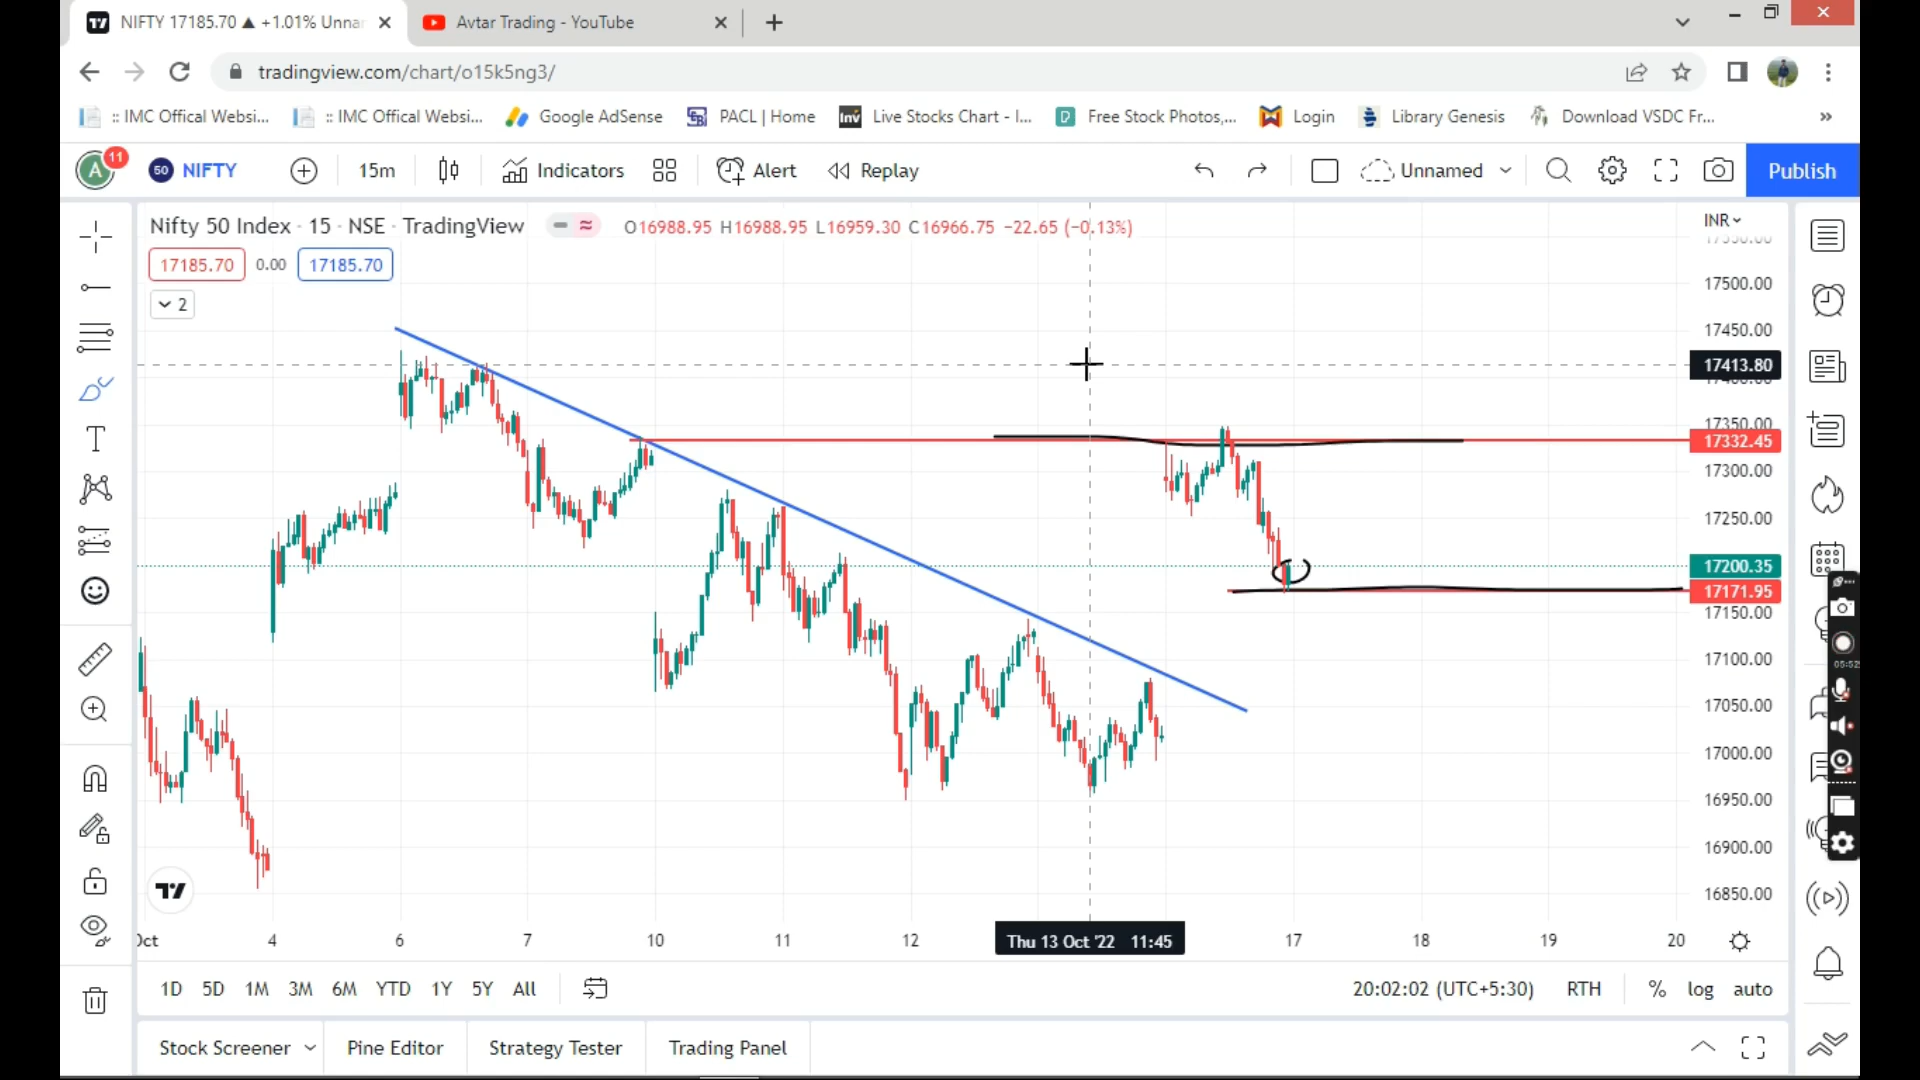 NIFTY 17185.70 ▲ +1.01% Unnar
Avtar Trading - YouTube
tradingview.com/chart/o15k5ng3/
:: IMC Offical Websi...
:: IMC Offical Websi...
Google AdSense
PACL | Home
Inv
Live Stocks Chart - I...
Free Stock Photos,...
Login
Library Genesis
Download VSDC Fr...
»
A 11
50 NIFTY
15m
Indicators
Alert
Replay
Unnamed
Publish
Nifty 50 Index · 15 · NSE · TradingView
O16988.95 H16988.95 L16959.30 C16966.75 −22.65 (−0.13%)
INR
17185.70 0.00 17185.70
2
17500.00
17450.00
17413.80
17350.00
17332.45
17300.00
17250.00
17200.35
17171.95
17150.00
17100.00
17050.00
17000.00
16950.00
16900.00
16850.00
05:52
Oct 4 6 7 10 11 12 Thu 13 Oct '22 11:45 17 18 19 20
1D 5D 1M 3M 6M YTD 1Y 5Y All
20:02:02 (UTC+5:30) RTH % log auto
Stock Screener Pine Editor Strategy Tester Trading Panel